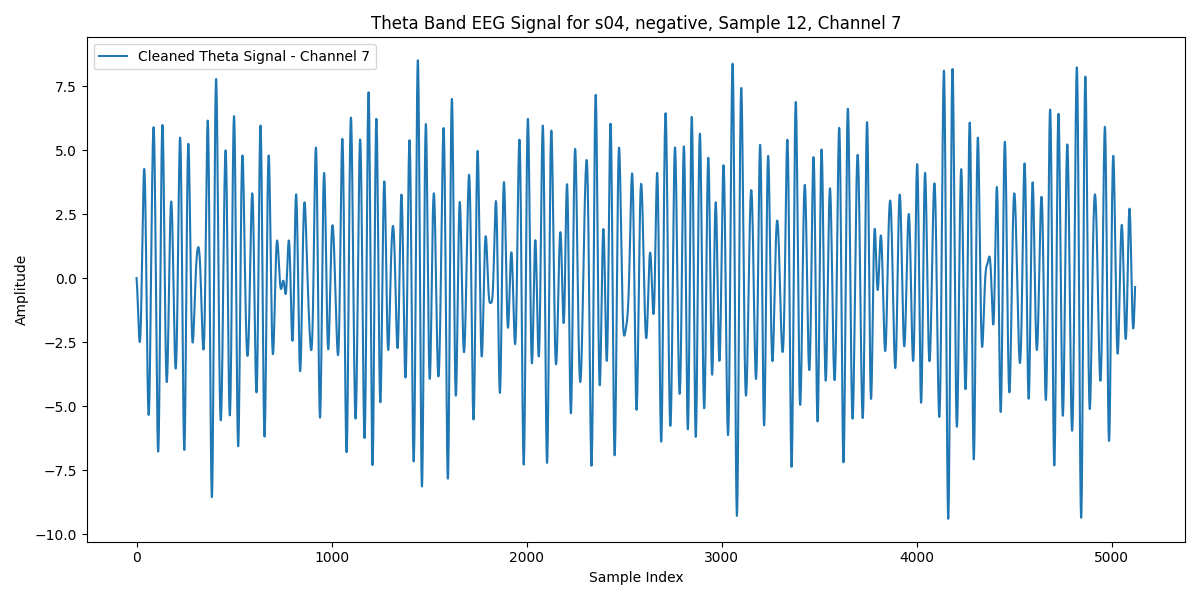 Theta Band EEG Signal for s04, negative, Sample 12, Channel 7
Cleaned Theta Signal - Channel 7
Amplitude
7.5
5.0
2.5
0.0
−2.5
−5.0
−7.5
−10.0
0 1000 2000 3000 4000 5000
Sample Index